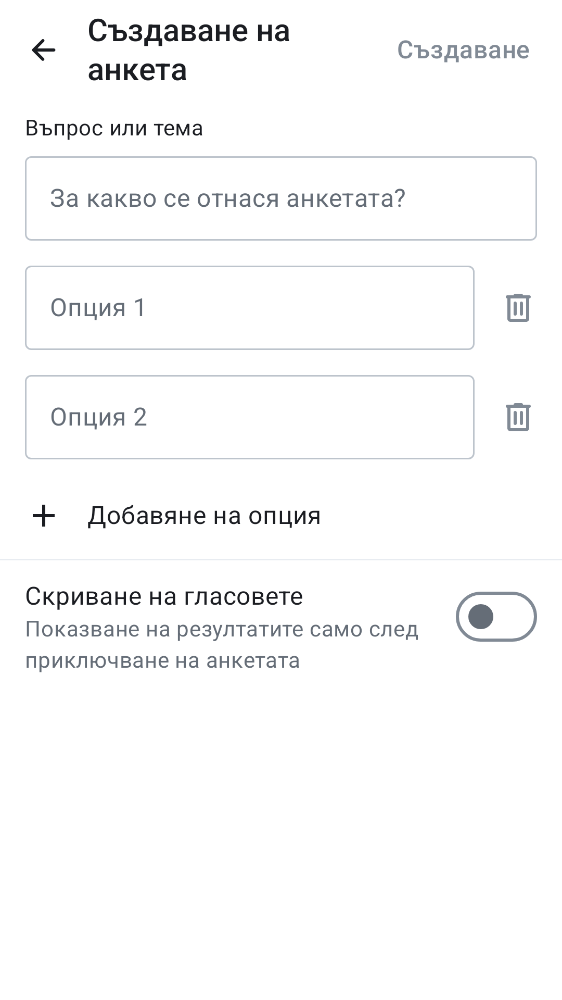 Създаване на
анкета
Създаване
Въпрос или тема
За какво се отнася анкетата?
Опция 1
Опция 2
Добавяне на опция
Скриване на гласовете
Показване на резултатите само след
приключване на анкетата